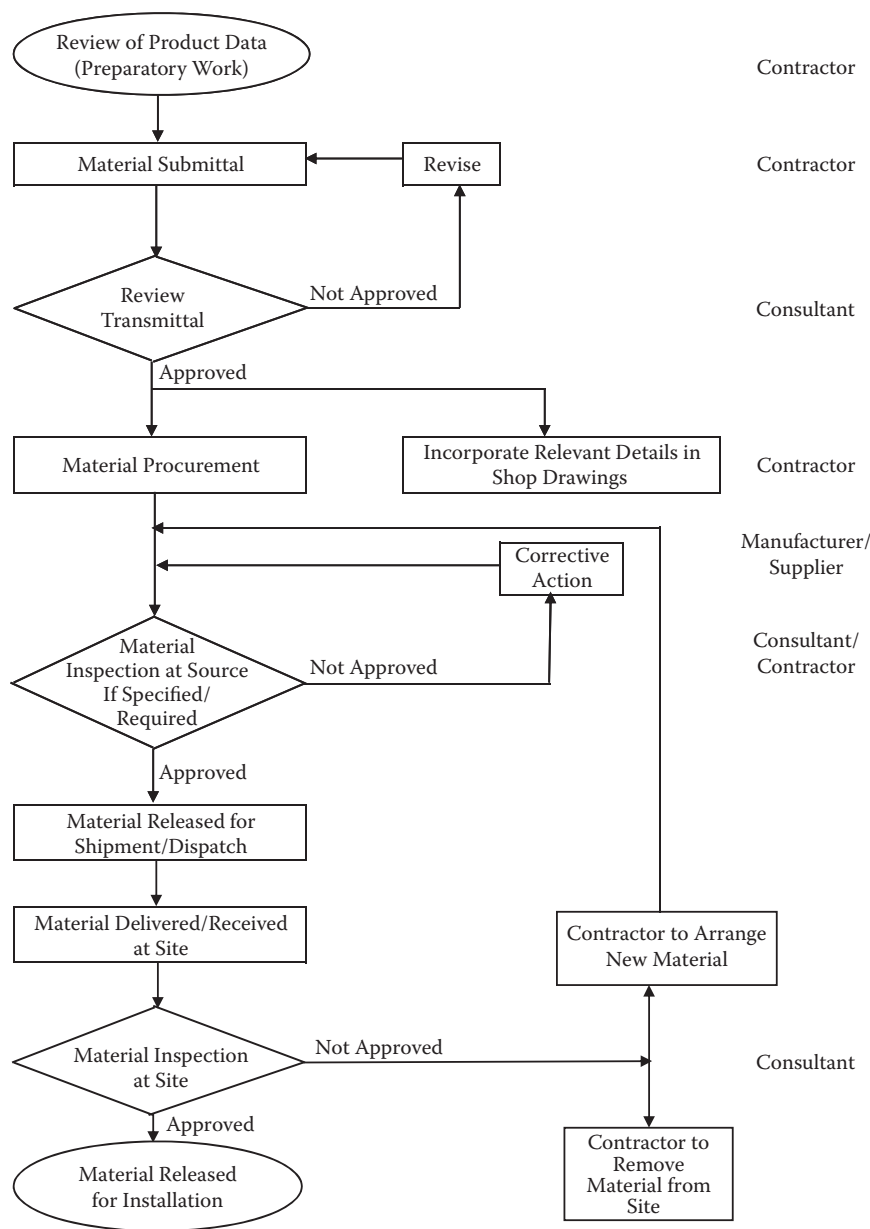 Review of Product Data
(Preparatory Work)
Contractor
Material Submittal
Revise
Contractor
Review
Transmittal
Not Approved
Consultant
Approved
Material Procurement
Incorporate Relevant Details in
Shop Drawings
Contractor
Manufacturer/
Supplier
Corrective
Action
Material
Inspection at Source
If Specified/
Required
Not Approved
Consultant/
Contractor
Approved
Material Released for
Shipment/Dispatch
Material Delivered/Received
at Site
Contractor to Arrange
New Material
Material Inspection
at Site
Not Approved
Consultant
Approved
Material Released
for Installation
Contractor to
Remove
Material from
Site